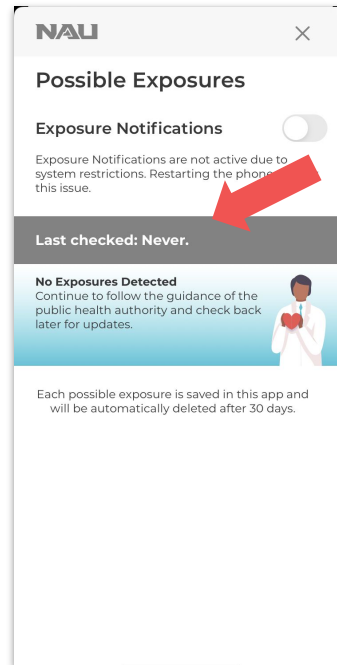 NAU
Possible Exposures
Exposure Notifications
Exposure Notifications are not active due to
system restrictions. Restarting the phone
this issue.
Last checked: Never.
No Exposures Detected
Continue to follow the guidance of the
public health authority and check back
later for updates.
Each possible exposure is saved in this app and
will be automatically deleted after 30 days.